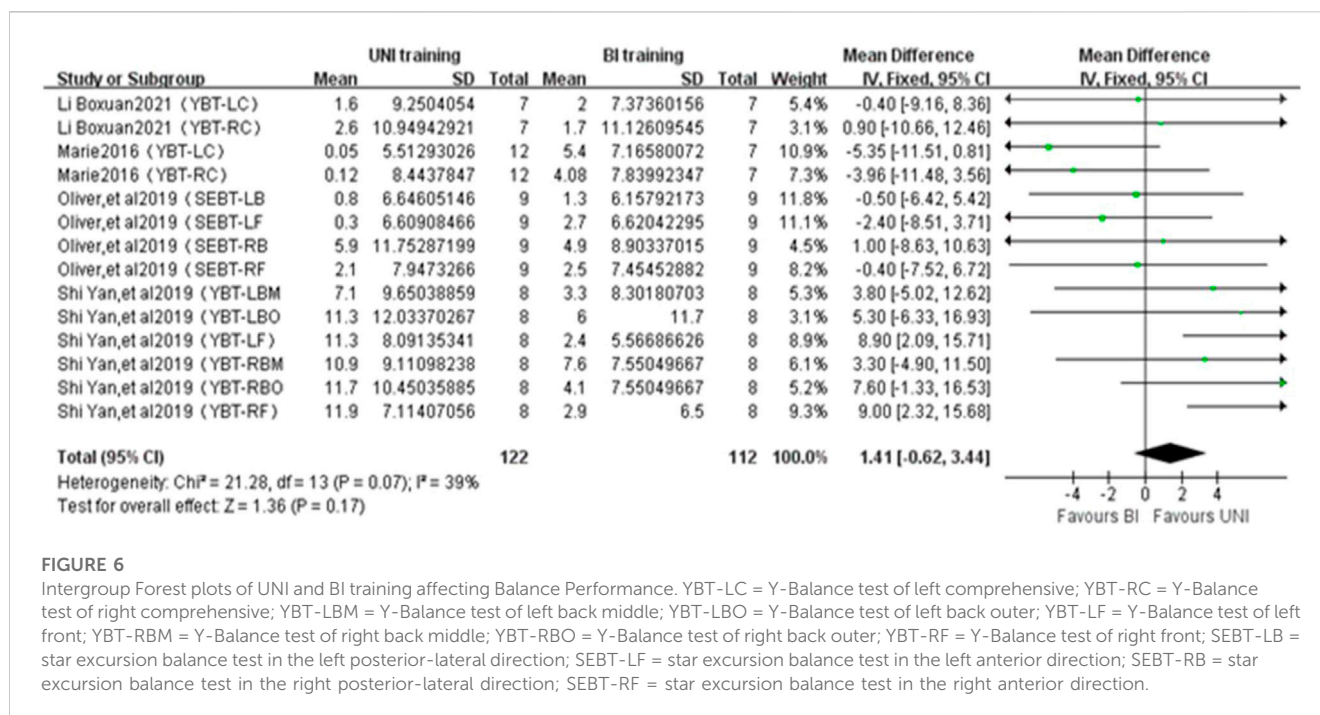 UNI training BI training Mean Difference Mean Difference
Study or Subgroup Mean SD Total Mean SD Total Weight IV, Fixed, 95% CI IV, Fixed, 95% CI
Li Boxuan2021 (YBT-LC) 1.6 9.2504054 7 2 7.37360156 7 5.4% -0.40 [-9.16, 8.36]
Li Boxuan2021 (YBT-RC) 2.6 10.94942921 7 1.7 11.12609545 7 3.1% 0.90 [-10.66, 12.46]
Marie2016 (YBT-LC) 0.05 5.51293026 12 5.4 7.16580072 7 10.9% -5.35 [-11.51, 0.81]
Marie2016 (YBT-RC) 0.12 8.4437847 12 4.08 7.83992347 7 7.3% -3.96 [-11.48, 3.56]
Oliver,et al2019 (SEBT-LB 0.8 6.64605146 9 1.3 6.15792173 9 11.8% -0.50 [-6.42, 5.42]
Oliver,et al2019 (SEBT-LF 0.3 6.60908466 9 2.7 6.62042295 9 11.1% -2.40 [-8.51, 3.71]
Oliver,et al2019 (SEBT-RB 5.9 11.75287199 9 4.9 8.90337015 9 4.5% 1.00 [-8.63, 10.63]
Oliver,et al2019 (SEBT-RF 2.1 7.9473266 9 2.5 7.45452882 9 8.2% -0.40 [-7.52, 6.72]
Shi Yan,et al2019 (YBT-LBM 7.1 9.65038859 8 3.3 8.30180703 8 5.3% 3.80 [-5.02, 12.62]
Shi Yan,et al2019 (YBT-LBO 11.3 12.03370267 8 6 11.7 8 3.1% 5.30 [-6.33, 16.93]
Shi Yan,et al2019 (YBT-LF) 11.3 8.09135341 8 2.4 5.56686626 8 8.9% 8.90 [2.09, 15.71]
Shi Yan,et al2019 (YBT-RBM 10.9 9.11098238 8 7.6 7.55049667 8 6.1% 3.30 [-4.90, 11.50]
Shi Yan,et al2019 (YBT-RBO 11.7 10.45035885 8 4.1 7.55049667 8 5.2% 7.60 [-1.33, 16.53]
Shi Yan,et al2019 (YBT-RF) 11.9 7.11407056 8 2.9 6.5 8 9.3% 9.00 [2.32, 15.68]
Total (95% CI) 122 112 100.0% 1.41 [-0.62, 3.44]
Heterogeneity: Chi² = 21.28, df = 13 (P = 0.07); I² = 39%
Test for overall effect: Z = 1.36 (P = 0.17)
-4 -2 0 2 4
Favours BI Favours UNI
FIGURE 6
Intergroup Forest plots of UNI and BI training affecting Balance Performance. YBT-LC = Y-Balance test of left comprehensive; YBT-RC = Y-Balance
test of right comprehensive; YBT-LBM = Y-Balance test of left back middle; YBT-LBO = Y-Balance test of left back outer; YBT-LF = Y-Balance test of left
front; YBT-RBM = Y-Balance test of right back middle; YBT-RBO = Y-Balance test of right back outer; YBT-RF = Y-Balance test of right front; SEBT-LB =
star excursion balance test in the left posterior-lateral direction; SEBT-LF = star excursion balance test in the left anterior direction; SEBT-RB = star
excursion balance test in the right posterior-lateral direction; SEBT-RF = star excursion balance test in the right anterior direction.